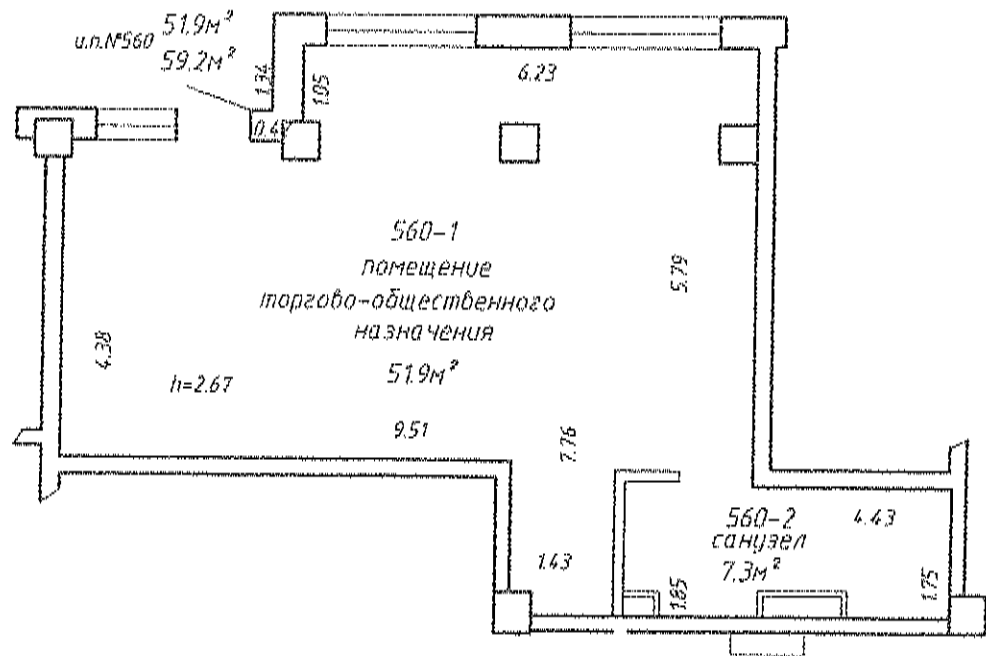 51.9м²
и.п.№560
59.2м²
1.34
1.05
6.23
0.4
560-1
помещение
торгово-общественного
назначения
51.9м²
5.79
4.38
h=2.67
9.51
7.76
560-2
санузел
7.3м²
4.43
1.43
1.85
1.75